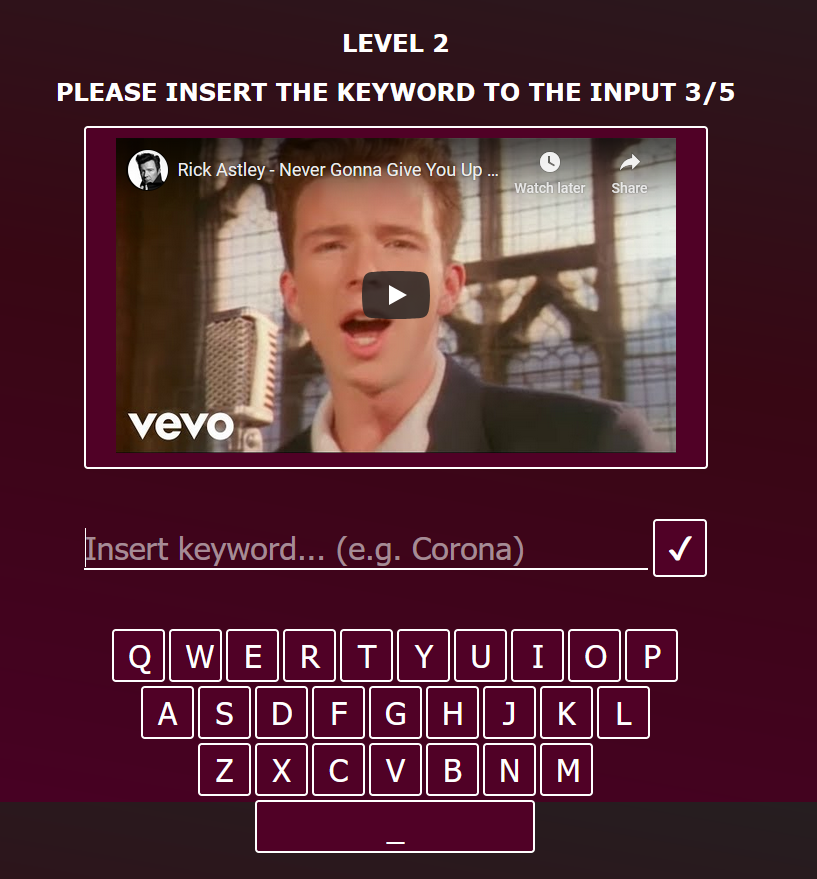 LEVEL 2
PLEASE INSERT THE KEYWORD TO THE INPUT 3/5
Rick Astley - Never Gonna Give You Up ...
Watch later
Share
vevo
Insert keyword... (e.g. Corona)
✓
Q W E R T Y U I O P
A S D F G H J K L
Z X C V B N M
_